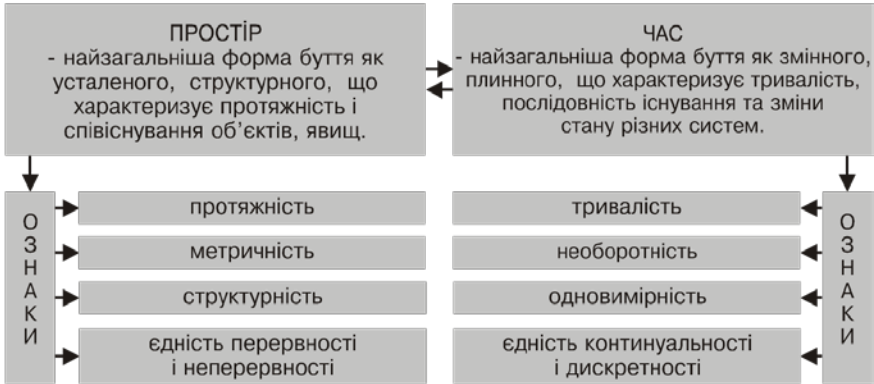 ПРОСТІР
- найзагальніша форма буття як
усталеного, структурного, що
характеризує протяжність і
співіснування об’єктів, явищ.
ЧАС
- найзагальніша форма буття як змінного,
плинного, що характеризує тривалість,
послідовність існування та зміни
стану різних систем.
ОЗНАКИ
протяжність
метричність
структурність
єдність перервності
і неперервності
тривалість
необоротність
одновимірність
єдність континуальності
і дискретності
ОЗНАКИ